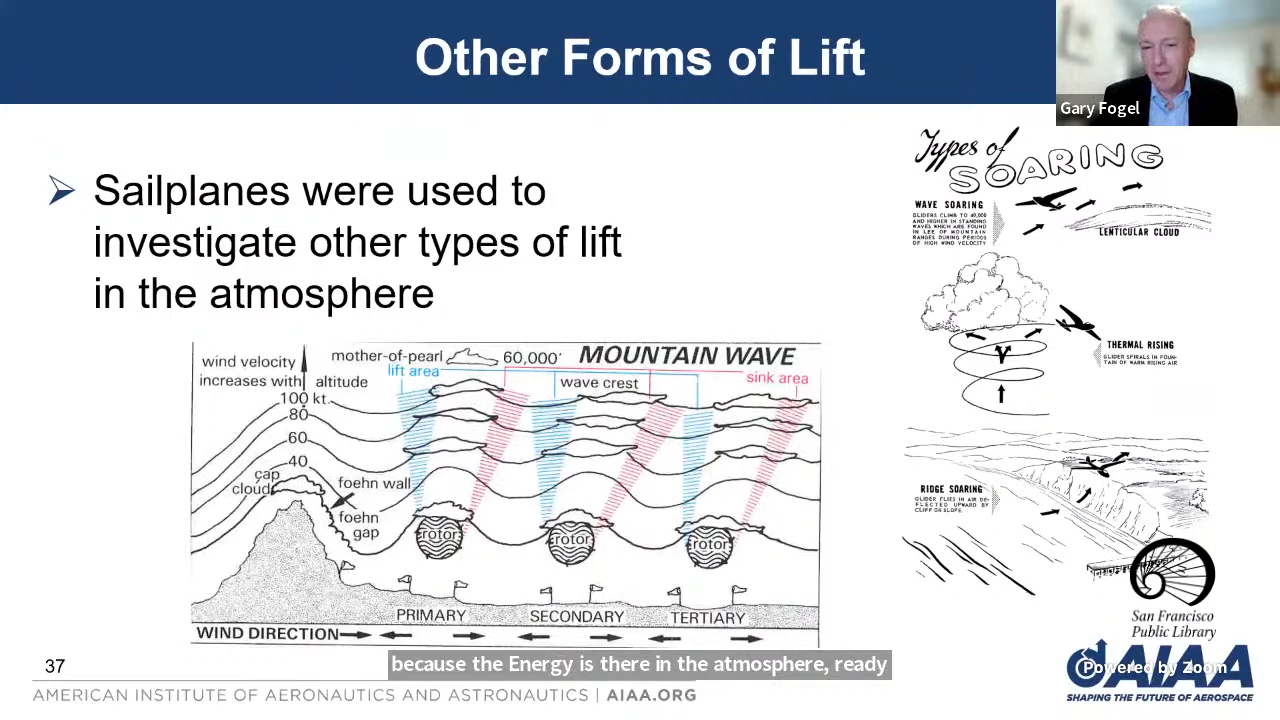 Other Forms of Lift
Gary Fogel
Sailplanes were used to
investigate other types of lift
in the atmosphere
Types of
SOARING
WAVE SOARING
GLIDERS CLIMB TO 40,000
AND HIGHER IN STANDING
WAVES WHICH ARE FOUND
IN LEE OF MOUNTAIN
RANGES DURING PERIODS
OF HIGH WIND VELOCITY
LENTICULAR CLOUD
THERMAL RISING
GLIDER SPIRALS IN FOUN-
TAIN OF WARM RISING AIR
RIDGE SOARING
GLIDER FLIES IN AIR DE-
FLECTED UPWARD BY
CLIFF OR SLOPE
wind velocity
increases with altitude
mother-of-pearl 60,000'
MOUNTAIN WAVE
lift area
wave crest
sink area
100 kt.
80
60
40
cap
cloud
foehn wall
foehn
gap
rotor
rotor
rotor
PRIMARY
SECONDARY
TERTIARY
WIND DIRECTION
San Francisco
Public Library
37
because the Energy is there in the atmosphere, ready
AIAA
Powered by Zoom
SHAPING THE FUTURE OF AEROSPACE
AMERICAN INSTITUTE OF AERONAUTICS AND ASTRONAUTICS | AIAA.ORG